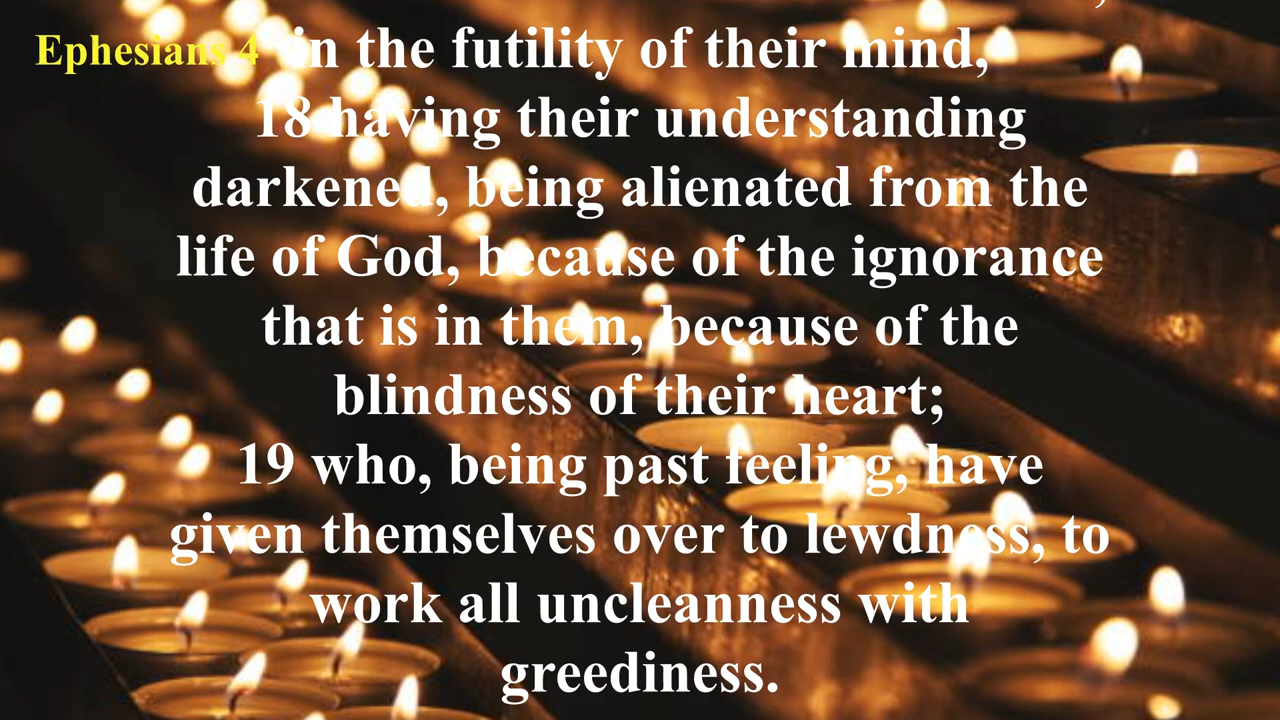 Ephesians 4
in the futility of their mind,
18 having their understanding
darkened, being alienated from the
life of God, because of the ignorance
that is in them, because of the
blindness of their heart;
19 who, being past feeling, have
given themselves over to lewdness, to
work all uncleanness with
greediness.